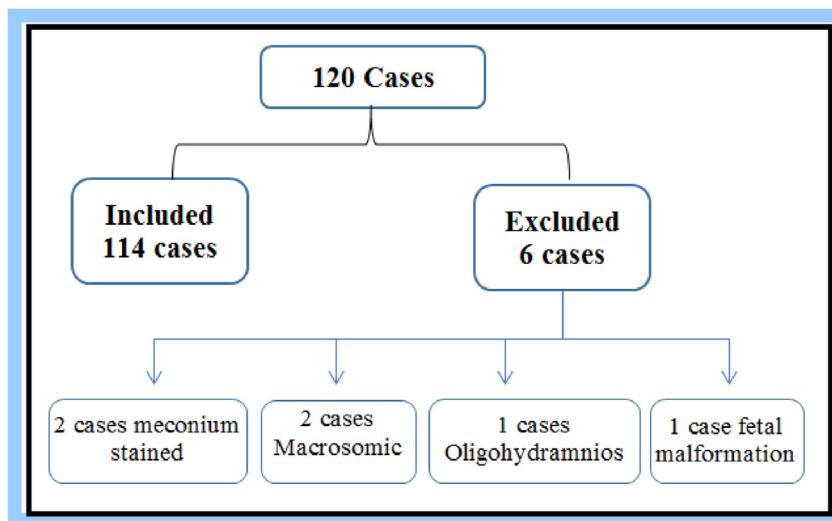 120 Cases
Included
114 cases
Excluded
6 cases
2 cases meconium
stained
2 cases
Macrosomic
1 cases
Oligohydramnios
1 case fetal
malformation